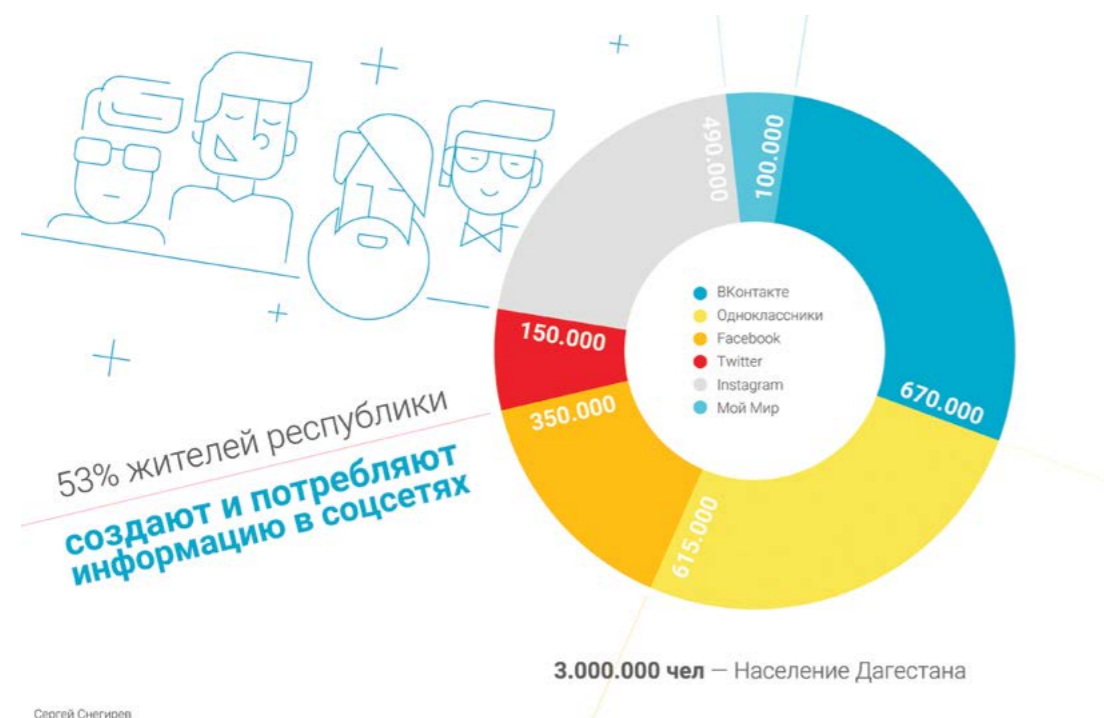 490.000
100.000
ВКонтакте
Одноклассники
Facebook
Twitter
Instagram
Мой Мир
150.000
670.000
350.000
615.000
53% жителей республики
создают и потребляют
информацию в соцсетях
3.000.000 чел — Население Дагестана
Сергей Снегирев